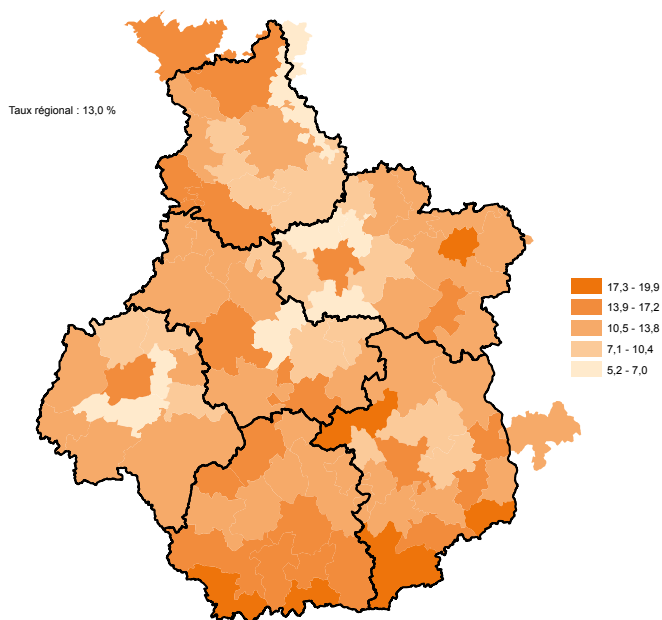 Taux régional : 13,0 %
17,3 - 19,9
13,9 - 17,2
10,5 - 13,8
7,1 - 10,4
5,2 - 7,0